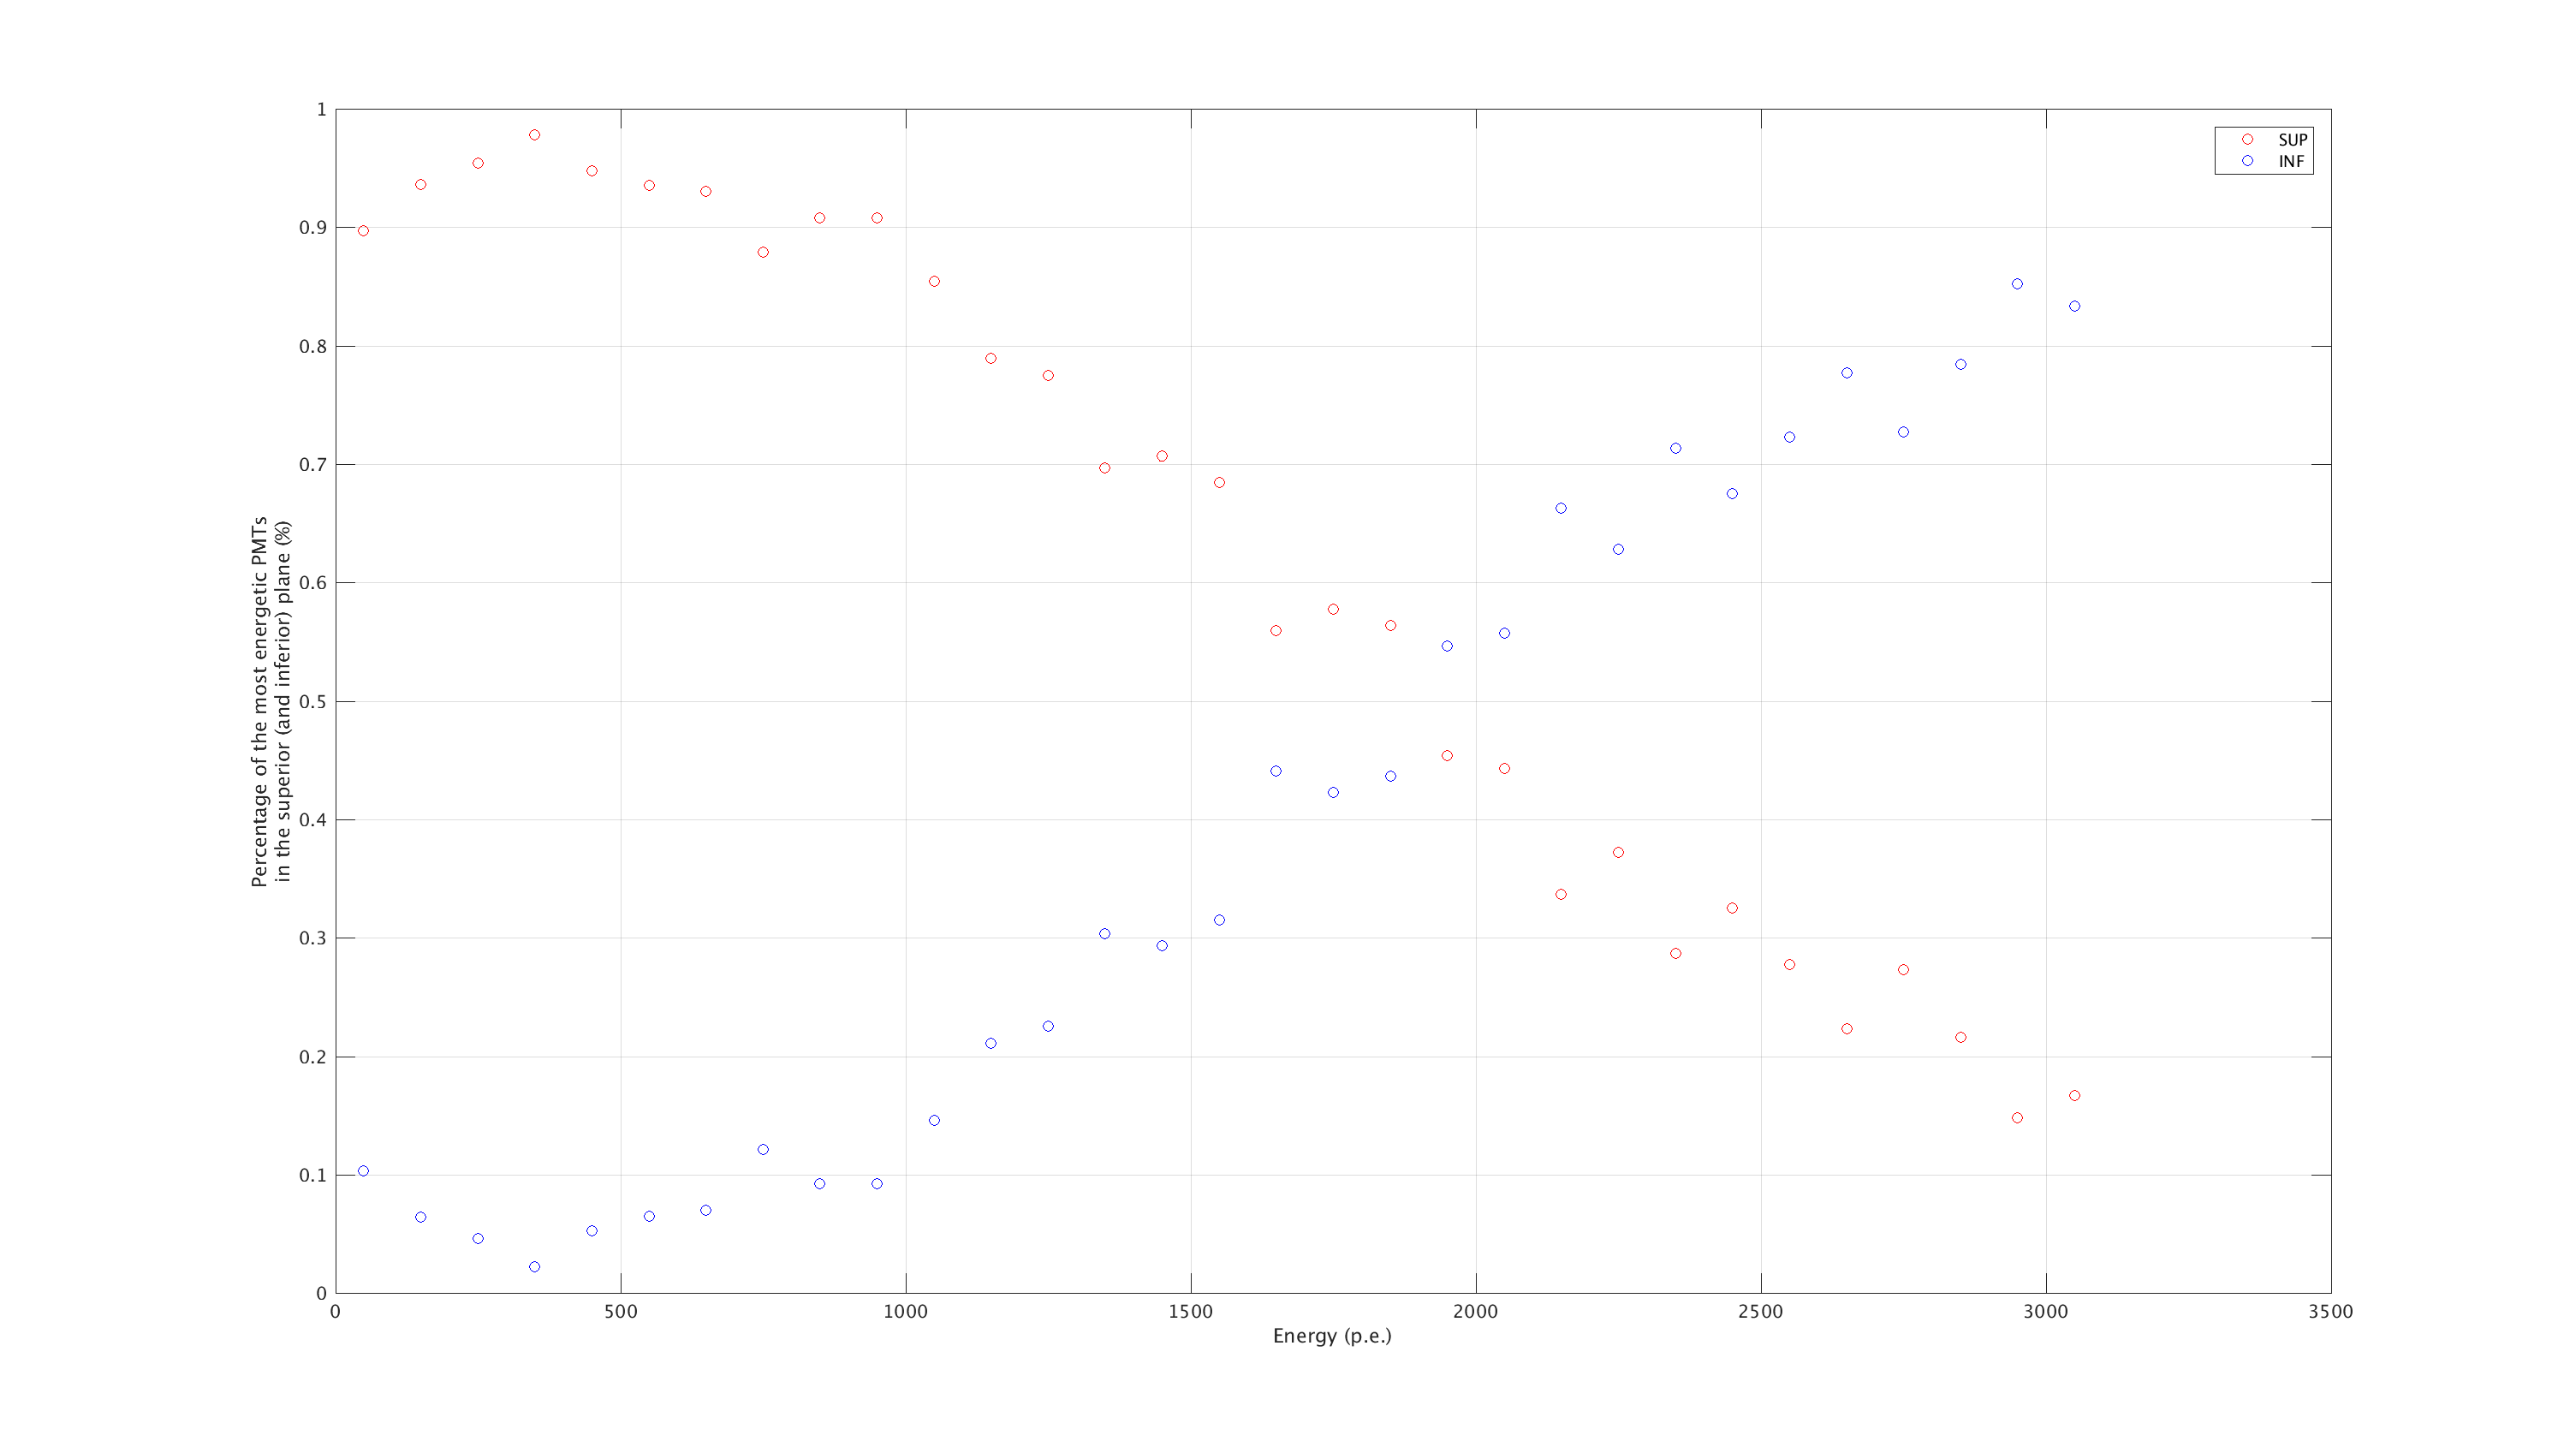 1
0.9
0.8
0.7
0.6
0.5
0.4
0.3
0.2
0.1
0
0 500 1000 1500 2000 2500 3000 3500
Energy (p.e.)
Percentage of the most energetic PMTs
in the superior (and inferior) plane (%)
SUP
INF